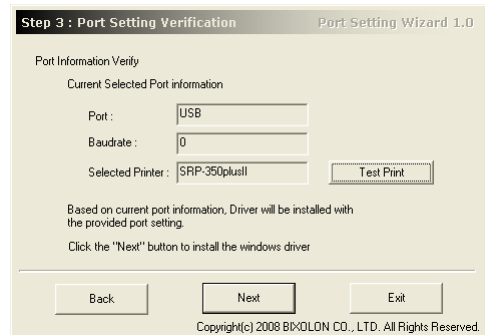 Step 3 : Port Setting Verification Port Setting Wizard 1.0
Port Information Verify
Current Selected Port information
Port : USB
Baudrate : 0
Selected Printer : SRP-350plusII Test Print
Based on current port information, Driver will be installed with
the provided port setting.
Click the "Next" button to install the windows driver
Back Next Exit
Copyright(c) 2008 BIXOLON CO., LTD. All Rights Reserved.